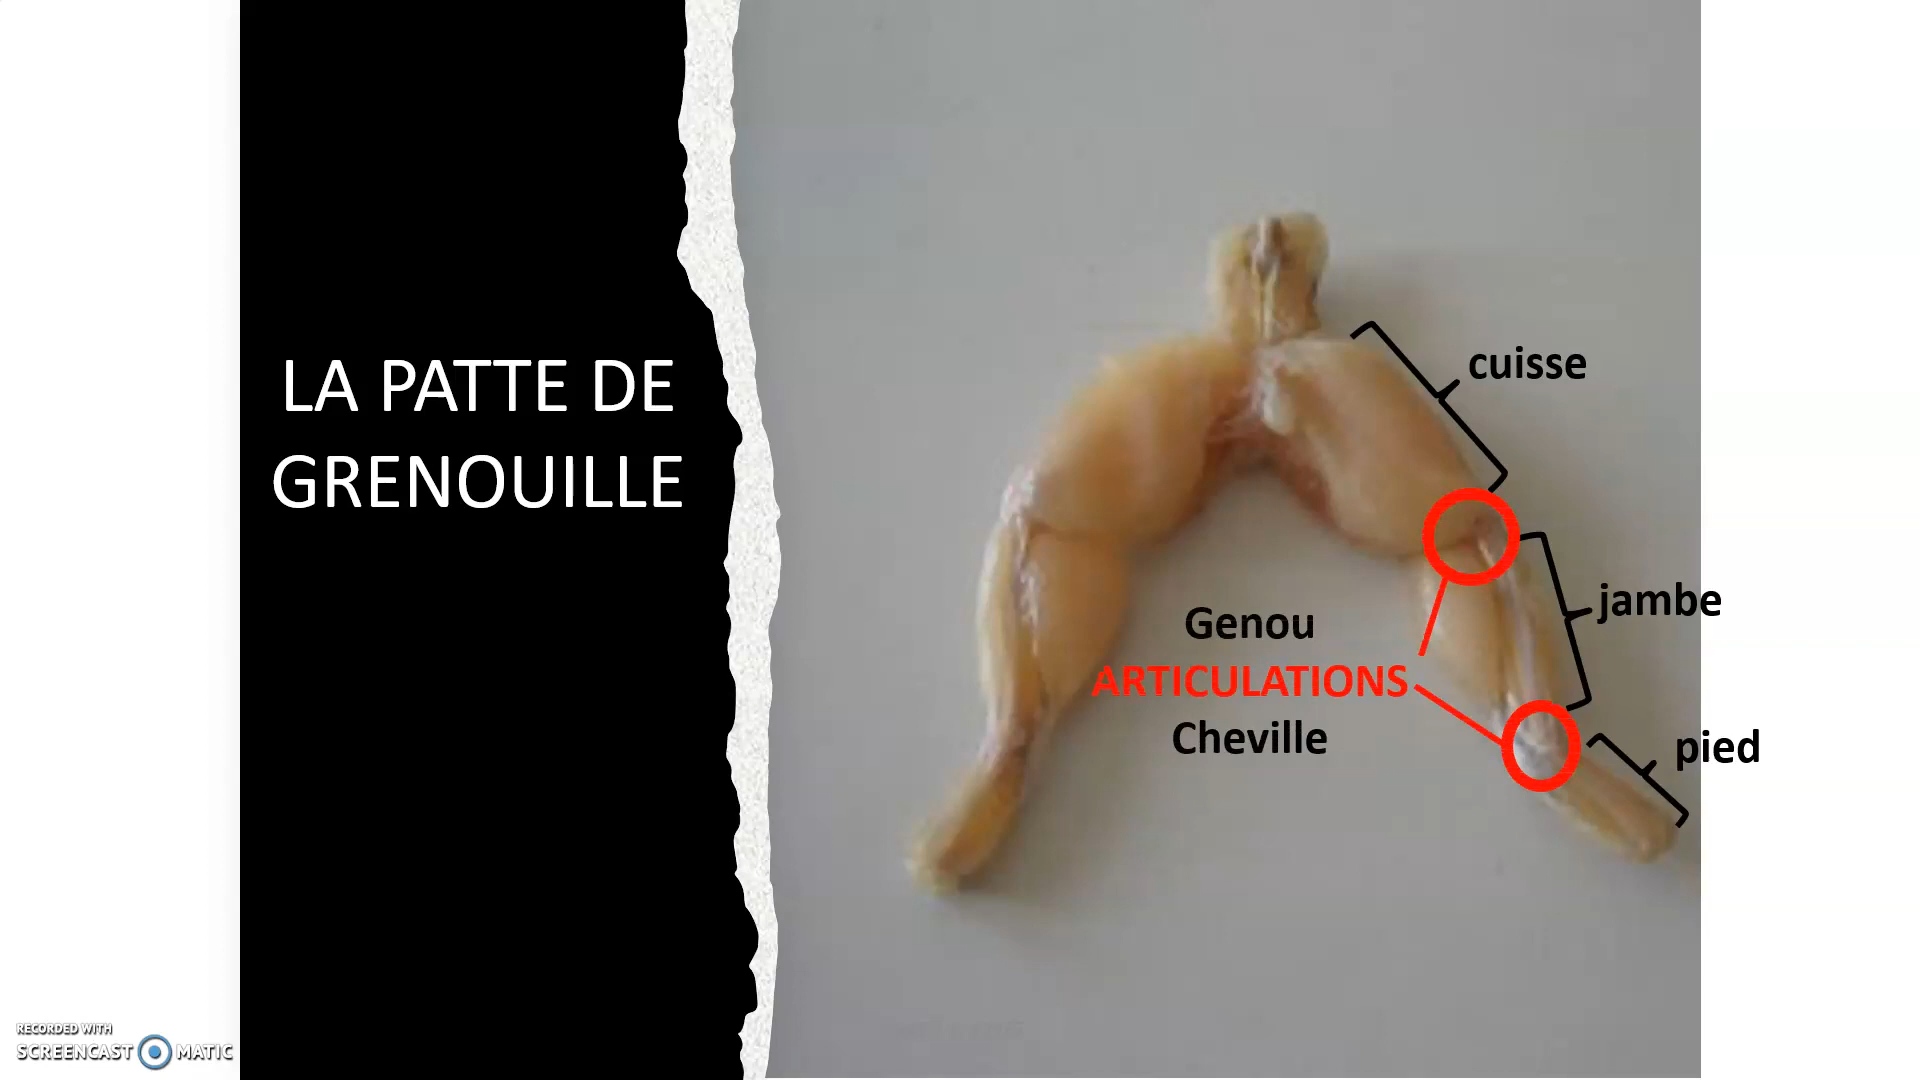 LA PATTE DE
GRENOUILLE
cuisse
jambe
Genou
ARTICULATIONS
Cheville
pied
RECORDED WITH
SCREENCAST MATIC